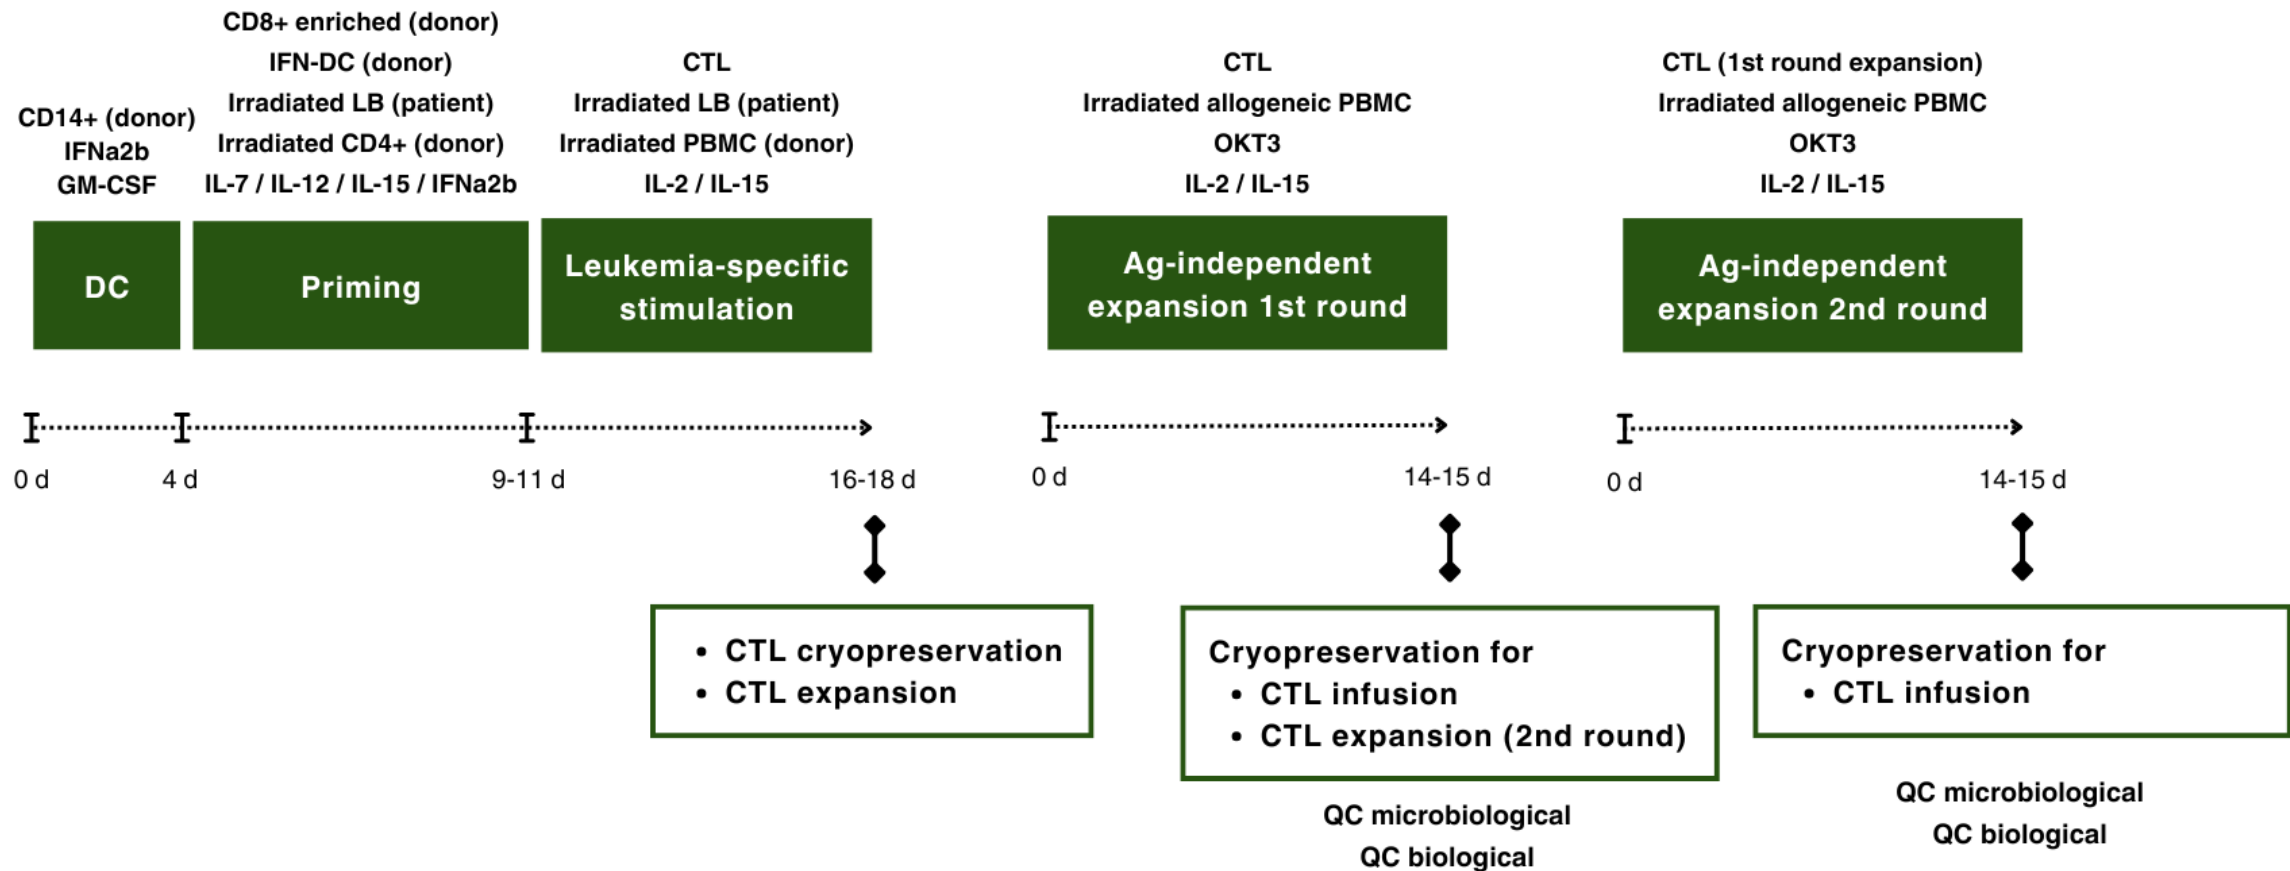 CD14+ (donor)
IFNa2b
GM-CSF
CD8+ enriched (donor)
IFN-DC (donor)
Irradiated LB (patient)
Irradiated CD4+ (donor)
IL-7 / IL-12 / IL-15 / IFNa2b
CTL
Irradiated LB (patient)
Irradiated PBMC (donor)
IL-2 / IL-15
CTL
Irradiated allogeneic PBMC
OKT3
IL-2 / IL-15
CTL (1st round expansion)
Irradiated allogeneic PBMC
OKT3
IL-2 / IL-15
DC
Priming
Leukemia-specific
stimulation
Ag-independent
expansion 1st round
Ag-independent
expansion 2nd round
0 d
4 d
9-11 d
16-18 d
0 d
14-15 d
0 d
14-15 d
• CTL cryopreservation
• CTL expansion
Cryopreservation for
• CTL infusion
• CTL expansion (2nd round)
QC microbiological
QC biological
Cryopreservation for
• CTL infusion
QC microbiological
QC biological